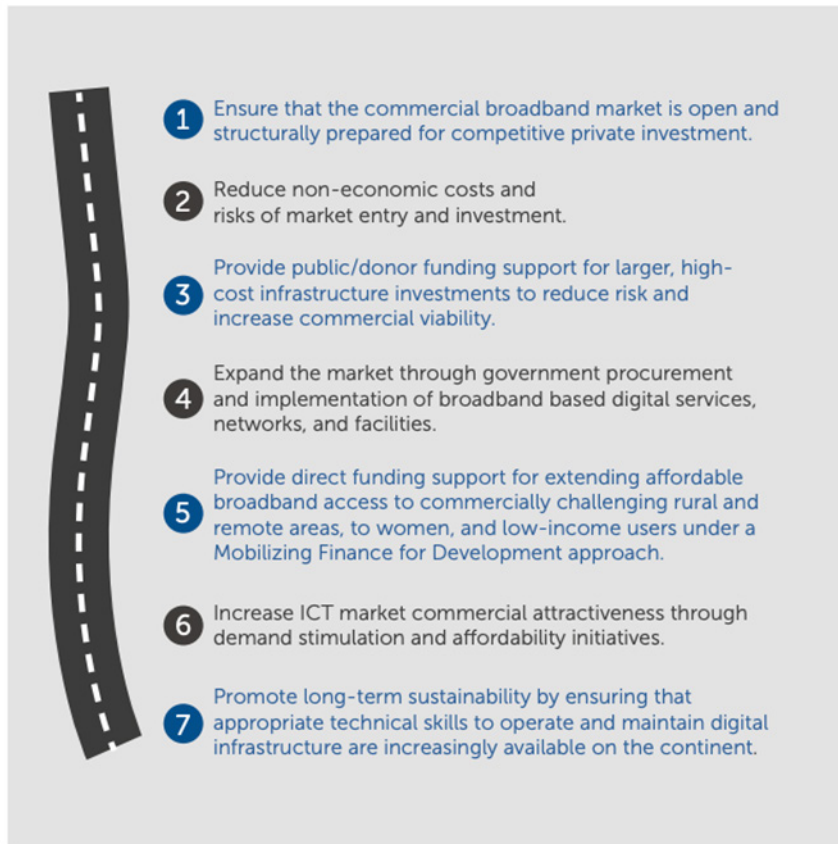 1 Ensure that the commercial broadband market is open and
structurally prepared for competitive private investment.
2 Reduce non-economic costs and
risks of market entry and investment.
3 Provide public/donor funding support for larger, high-
cost infrastructure investments to reduce risk and
increase commercial viability.
4 Expand the market through government procurement
and implementation of broadband based digital services,
networks, and facilities.
5 Provide direct funding support for extending affordable
broadband access to commercially challenging rural and
remote areas, to women, and low-income users under a
Mobilizing Finance for Development approach.
6 Increase ICT market commercial attractiveness through
demand stimulation and affordability initiatives.
7 Promote long-term sustainability by ensuring that
appropriate technical skills to operate and maintain digital
infrastructure are increasingly available on the continent.